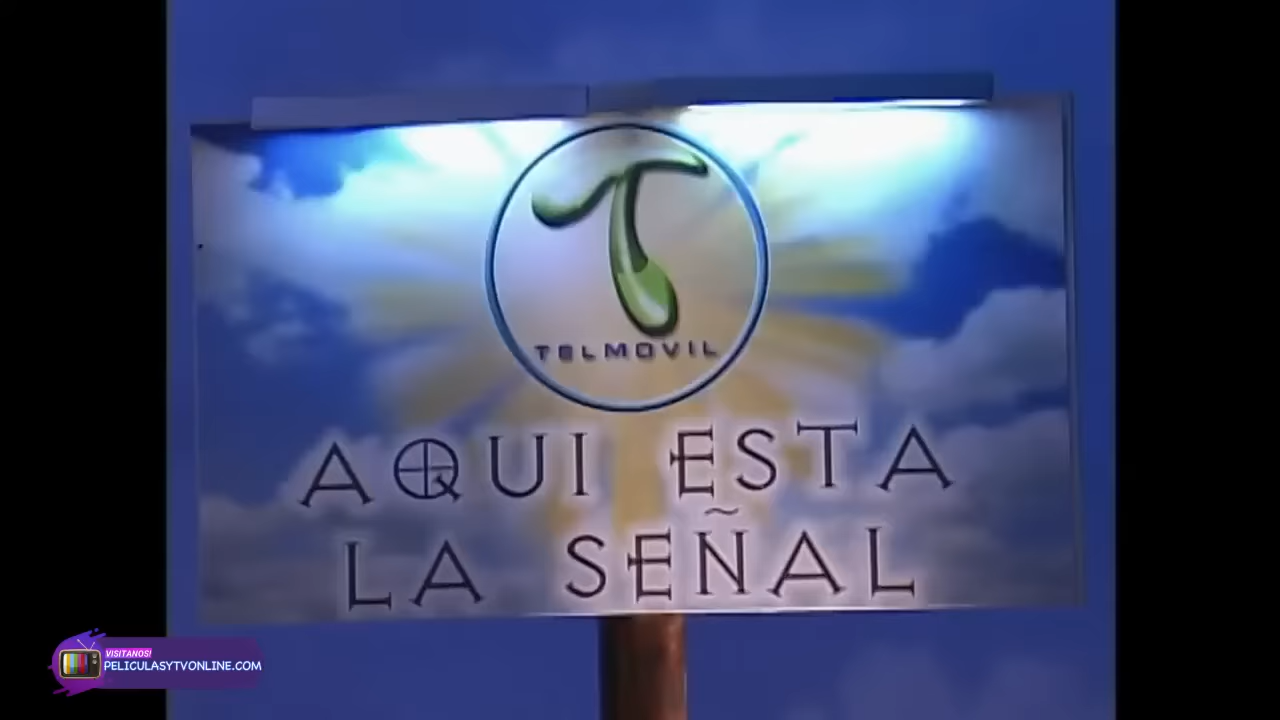 TELMOVIL
AQUI ESTA
LA SEÑAL
VISITANOS!
PELICULASYTVONLINE.COM